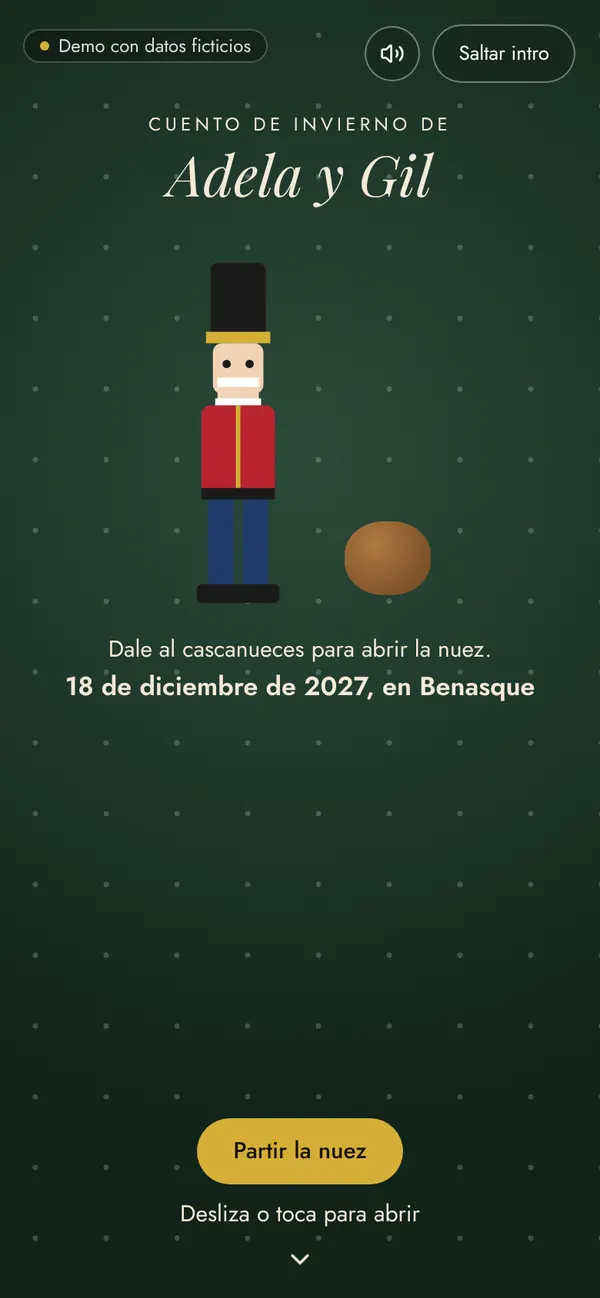 Demo con datos ficticios
Saltar intro
CUENTO DE INVIERNO DE
Adela y Gil
Dale al cascanueces para abrir la nuez.
18 de diciembre de 2027, en Benasque
Partir la nuez
Desliza o toca para abrir